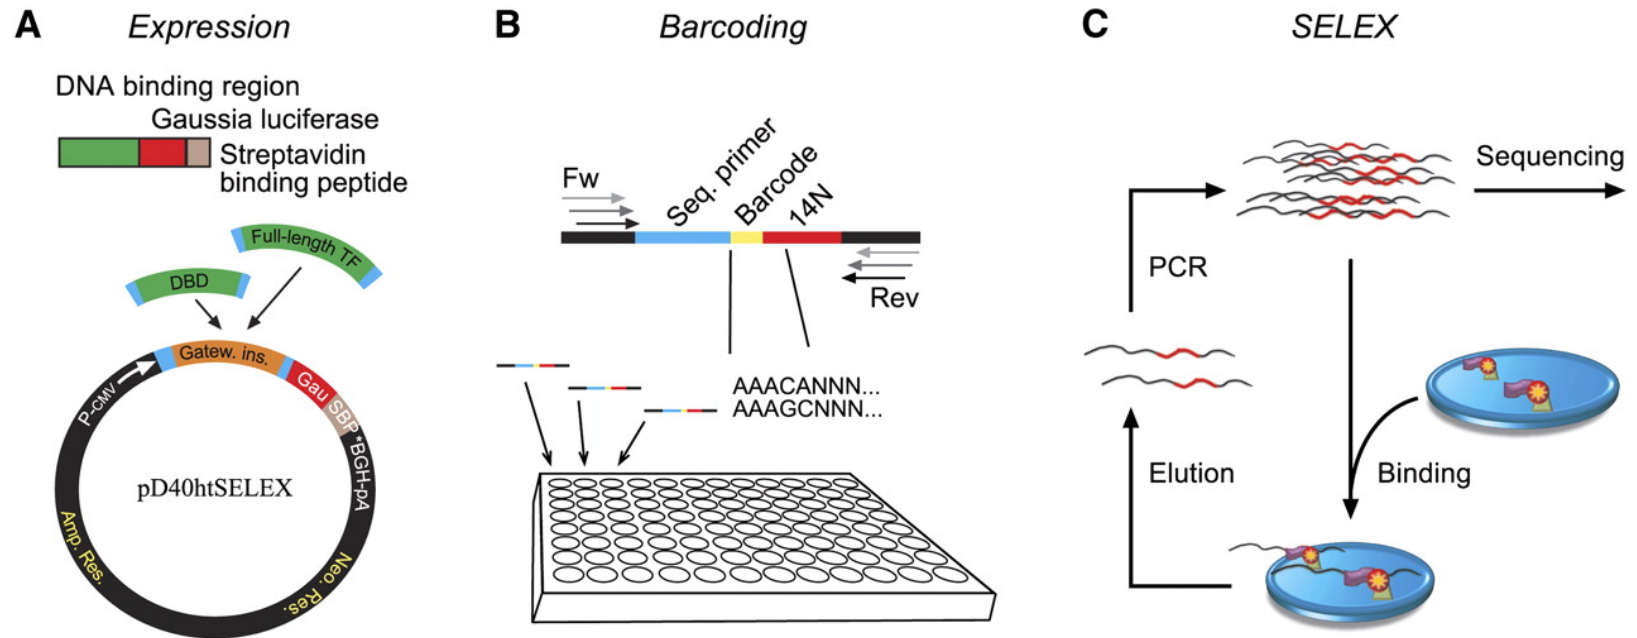 A
Expression
DNA binding region
Gaussia luciferase
Streptavidin
binding peptide
Full-length TF
DBD
Gatew. ins.
P-CMV
Gau
SBP
*BGH-pA
pD40htSELEX
Amp. Res.
Neo. Res.
B
Barcoding
Fw
Seq. primer
Barcode
14N
Rev
AAACANNN...
AAAGCNNN...
C
SELEX
Sequencing
PCR
Elution
Binding